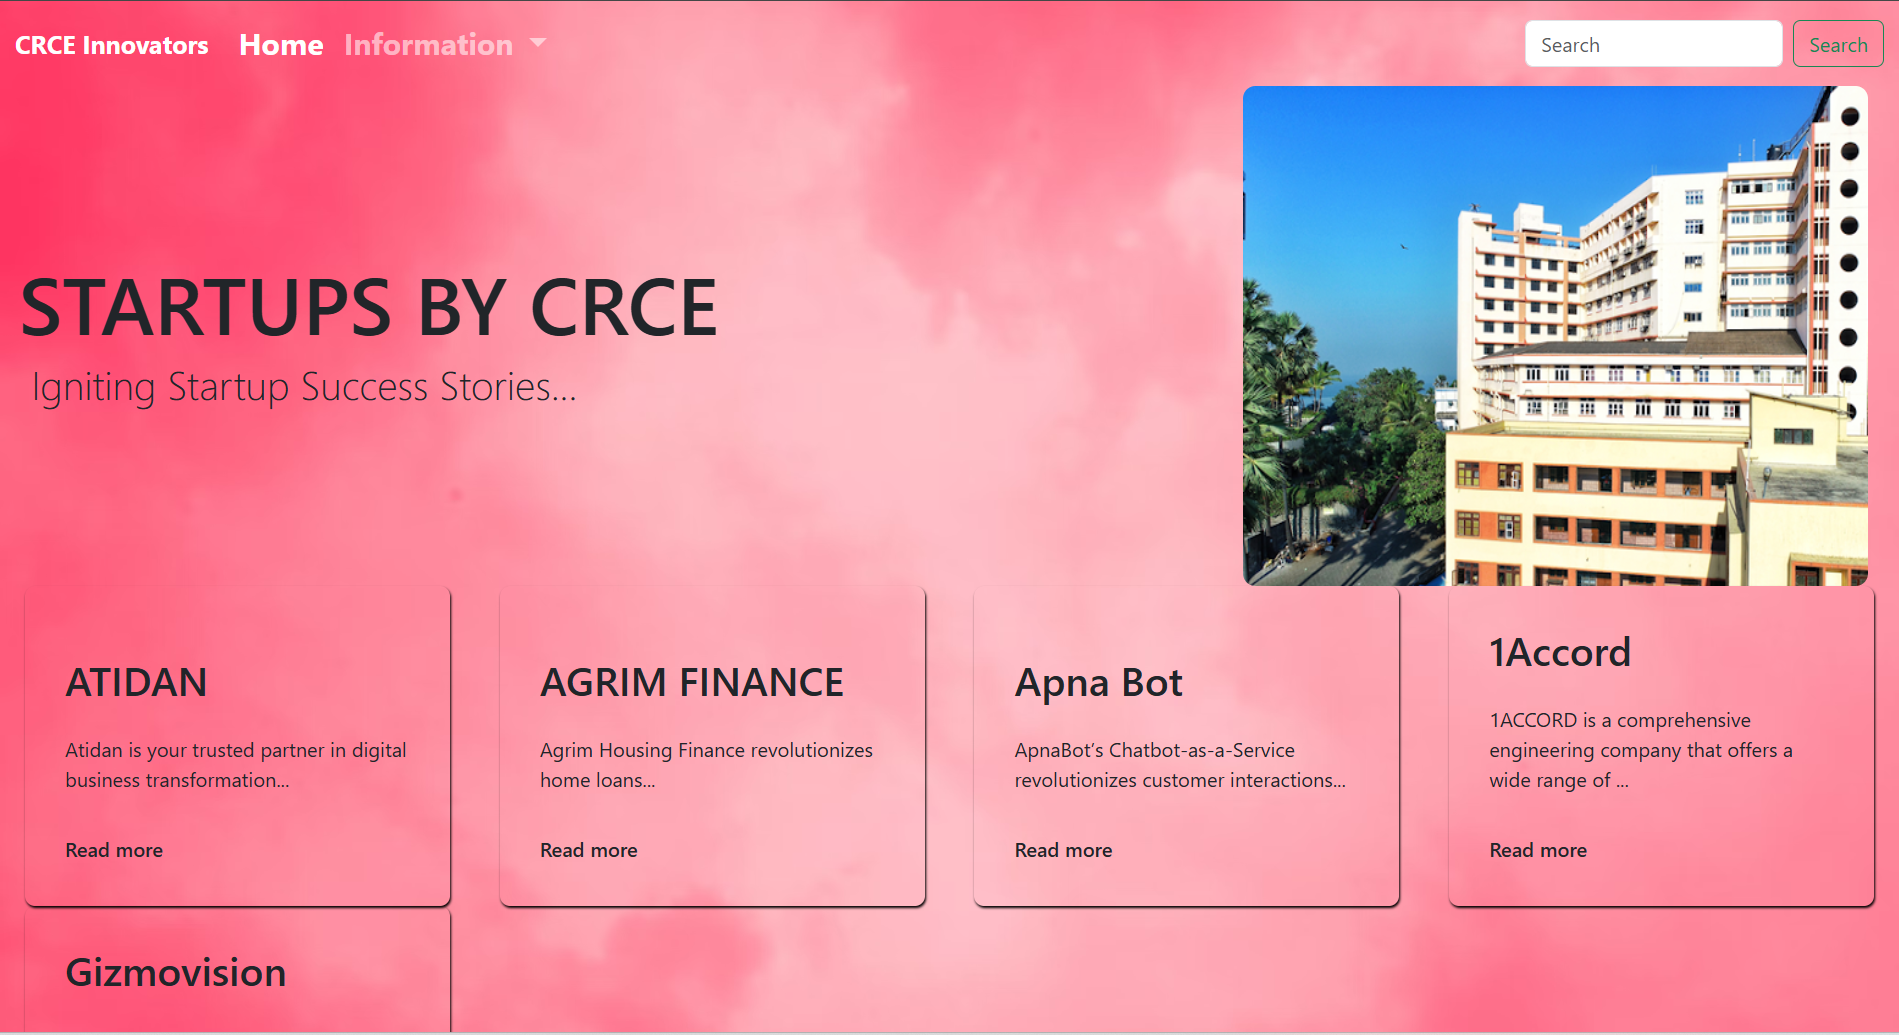 CRCE Innovators Home Information Search Search
STARTUPS BY CRCE
Igniting Startup Success Stories...
ATIDAN
Atidan is your trusted partner in digital
business transformation...
Read more
AGRIM FINANCE
Agrim Housing Finance revolutionizes
home loans...
Read more
Apna Bot
ApnaBot’s Chatbot-as-a-Service
revolutionizes customer interactions...
Read more
1Accord
1ACCORD is a comprehensive
engineering company that offers a
wide range of ...
Read more
Gizmovision